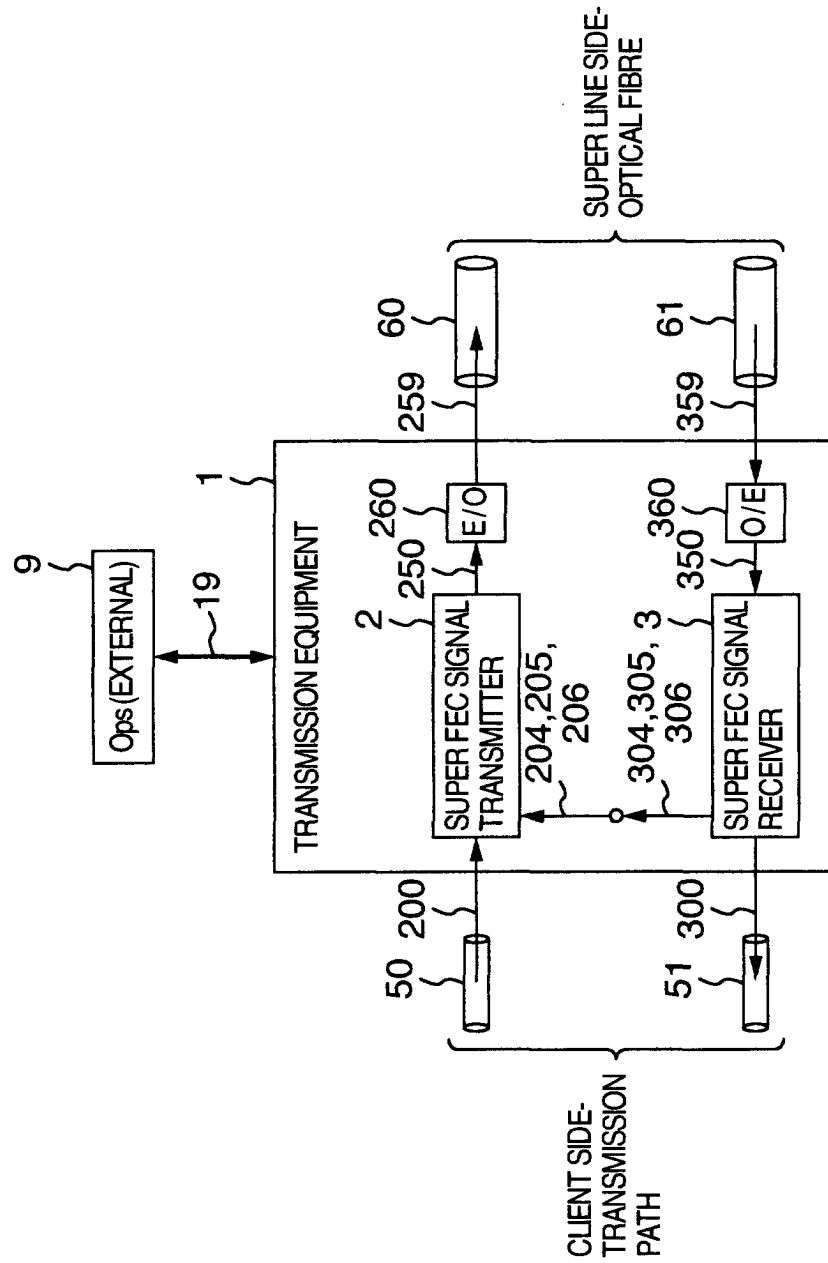 9
Ops(EXTERNAL)
19
1
TRANSMISSION EQUIPMENT
CLIENT SIDE-
TRANSMISSION
PATH
50
200
2
SUPER FEC SIGNAL
TRANSMITTER
250
260
E/O
259
60
204,205,
206
304,305,
306
51
300
3
SUPER FEC SIGNAL
RECEIVER
350
360
O/E
359
61
SUPER LINE SIDE-
OPTICAL FIBRE